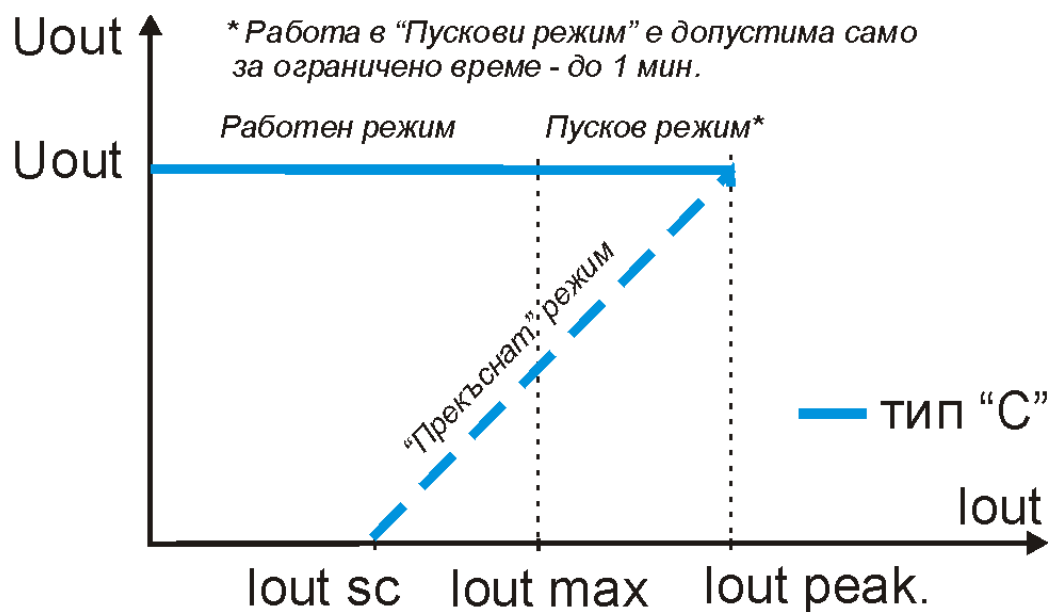 Uout
* Работа в “Пускови режим” е допустима само
за ограничено време - до 1 мин.
Работен режим
Пусков режим*
Uout
“Прекъснат” режим
тип “C”
Iout
Iout sc
Iout max
Iout peak.